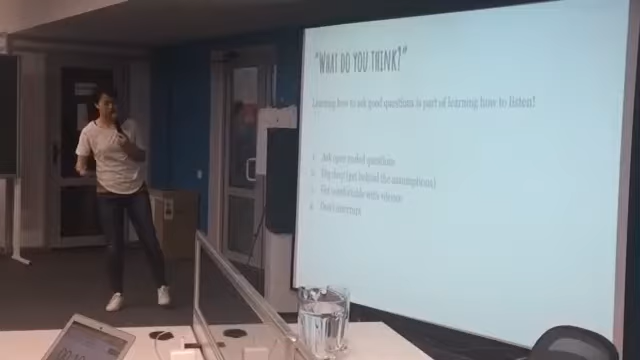 "WHAT DO YOU THINK?"
Learning how to ask good questions is part of learning how to listen!
Ask open ended questions
Dig deep (get behind the assumptions)
Get comfortable with silence
Don't interrupt